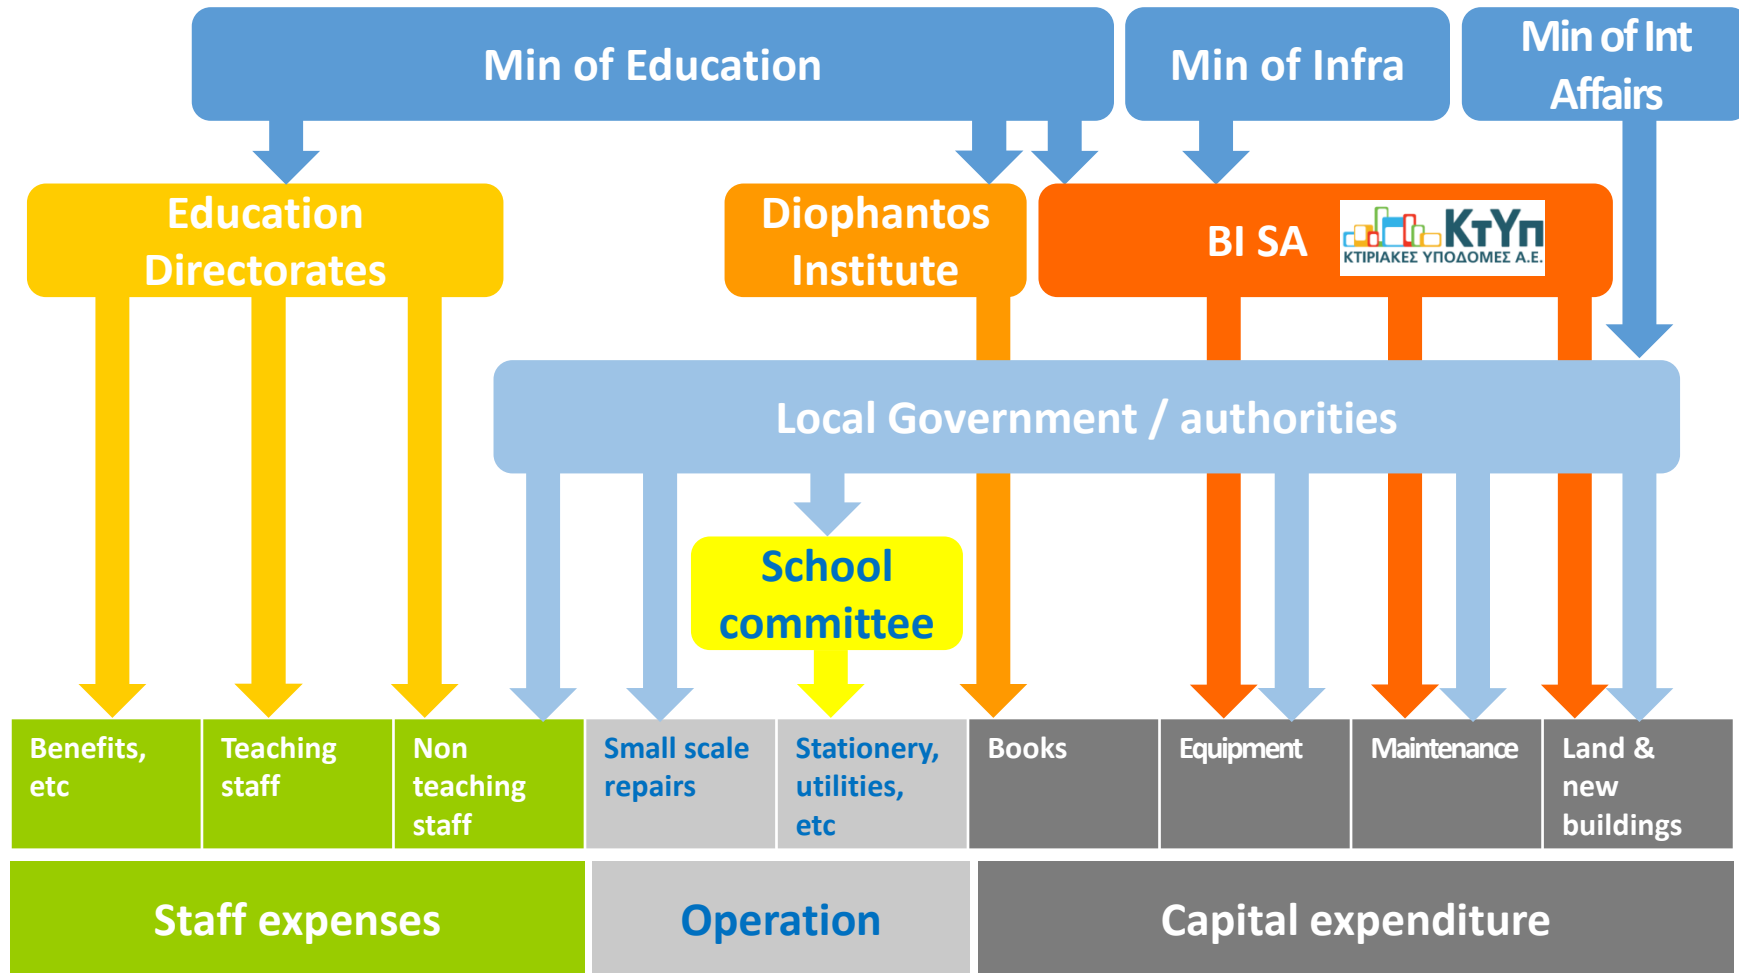 Min of Education
Min of Infra
Min of Int
Affairs
Education
Directorates
Diophantos
Institute
BI SA
ΚτΥπ
ΚΤΙΡΙΑΚΕΣ ΥΠΟΔΟΜΕΣ Α.Ε.
Local Government / authorities
School
committee
Benefits,
etc
Teaching
staff
Non
teaching
staff
Small scale
repairs
Stationery,
utilities,
etc
Books
Equipment
Maintenance
Land &
new
buildings
Staff expenses
Operation
Capital expenditure